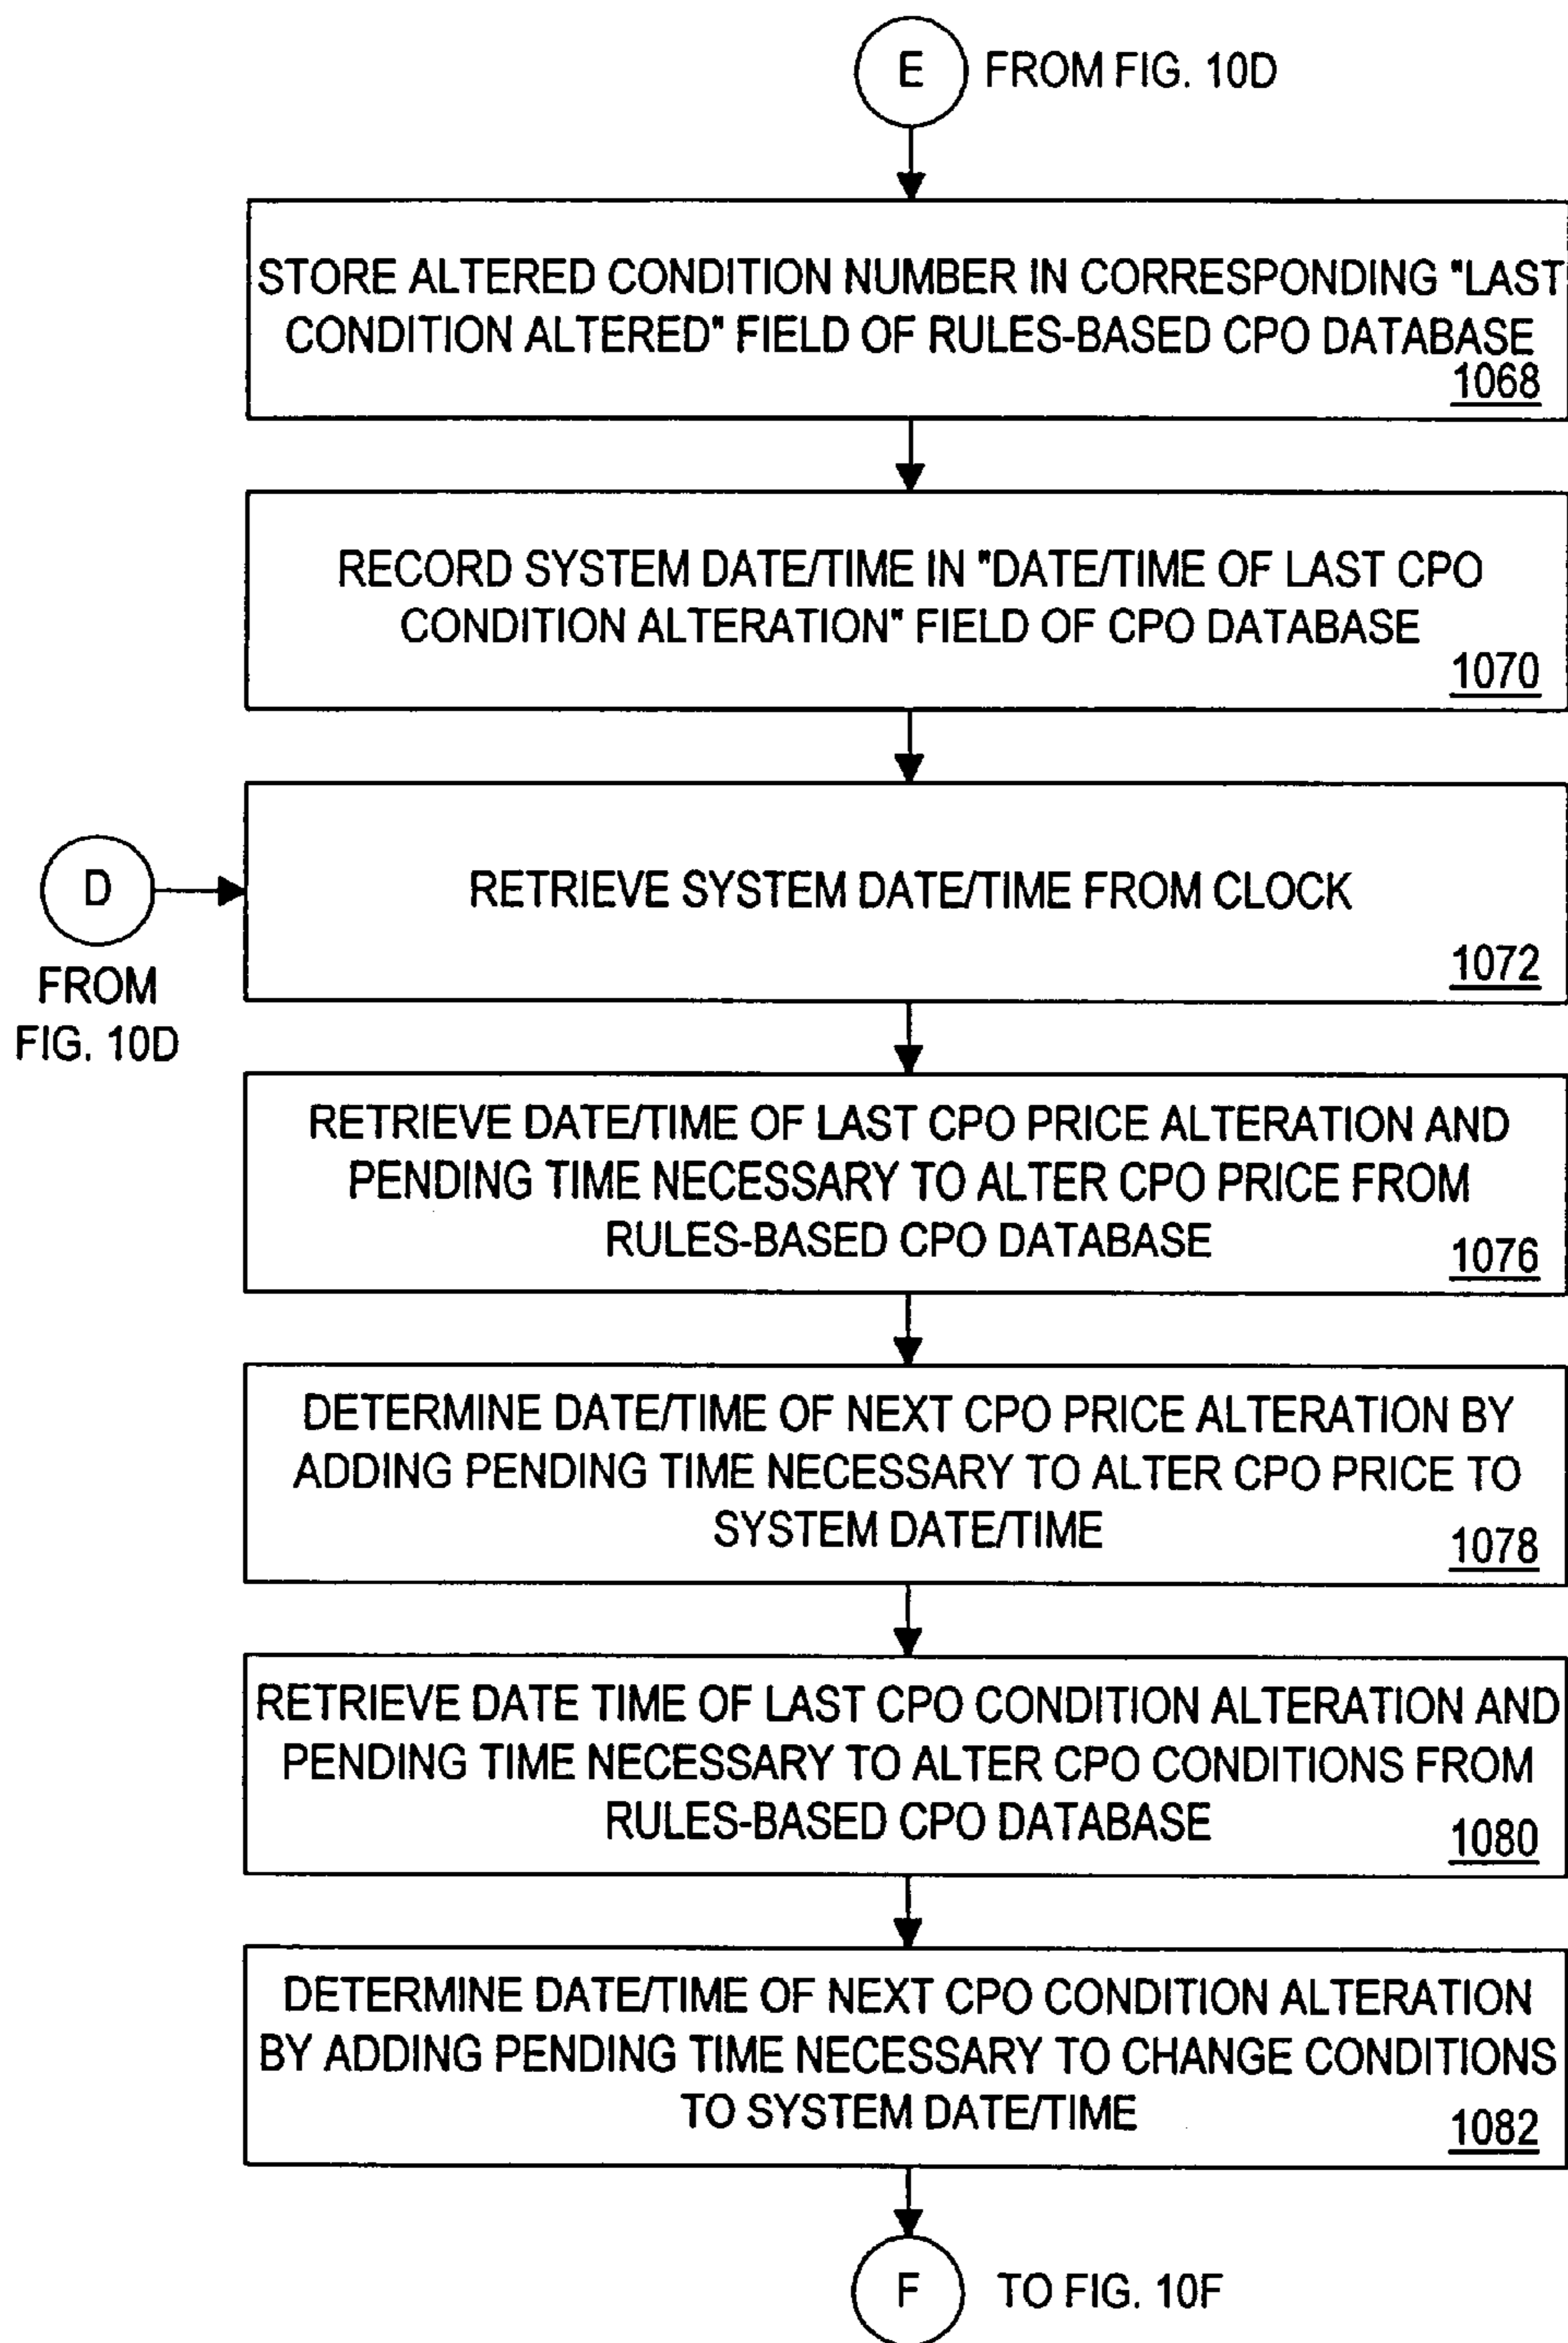 E FROM FIG. 10D
STORE ALTERED CONDITION NUMBER IN CORRESPONDING "LAST
CONDITION ALTERED" FIELD OF RULES-BASED CPO DATABASE
1068
RECORD SYSTEM DATE/TIME IN "DATE/TIME OF LAST CPO
CONDITION ALTERATION" FIELD OF CPO DATABASE
1070
D
FROM
FIG. 10D
RETRIEVE SYSTEM DATE/TIME FROM CLOCK
1072
RETRIEVE DATE/TIME OF LAST CPO PRICE ALTERATION AND
PENDING TIME NECESSARY TO ALTER CPO PRICE FROM
RULES-BASED CPO DATABASE
1076
DETERMINE DATE/TIME OF NEXT CPO PRICE ALTERATION BY
ADDING PENDING TIME NECESSARY TO ALTER CPO PRICE TO
SYSTEM DATE/TIME
1078
RETRIEVE DATE TIME OF LAST CPO CONDITION ALTERATION AND
PENDING TIME NECESSARY TO ALTER CPO CONDITIONS FROM
RULES-BASED CPO DATABASE
1080
DETERMINE DATE/TIME OF NEXT CPO CONDITION ALTERATION
BY ADDING PENDING TIME NECESSARY TO CHANGE CONDITIONS
TO SYSTEM DATE/TIME
1082
F TO FIG. 10F